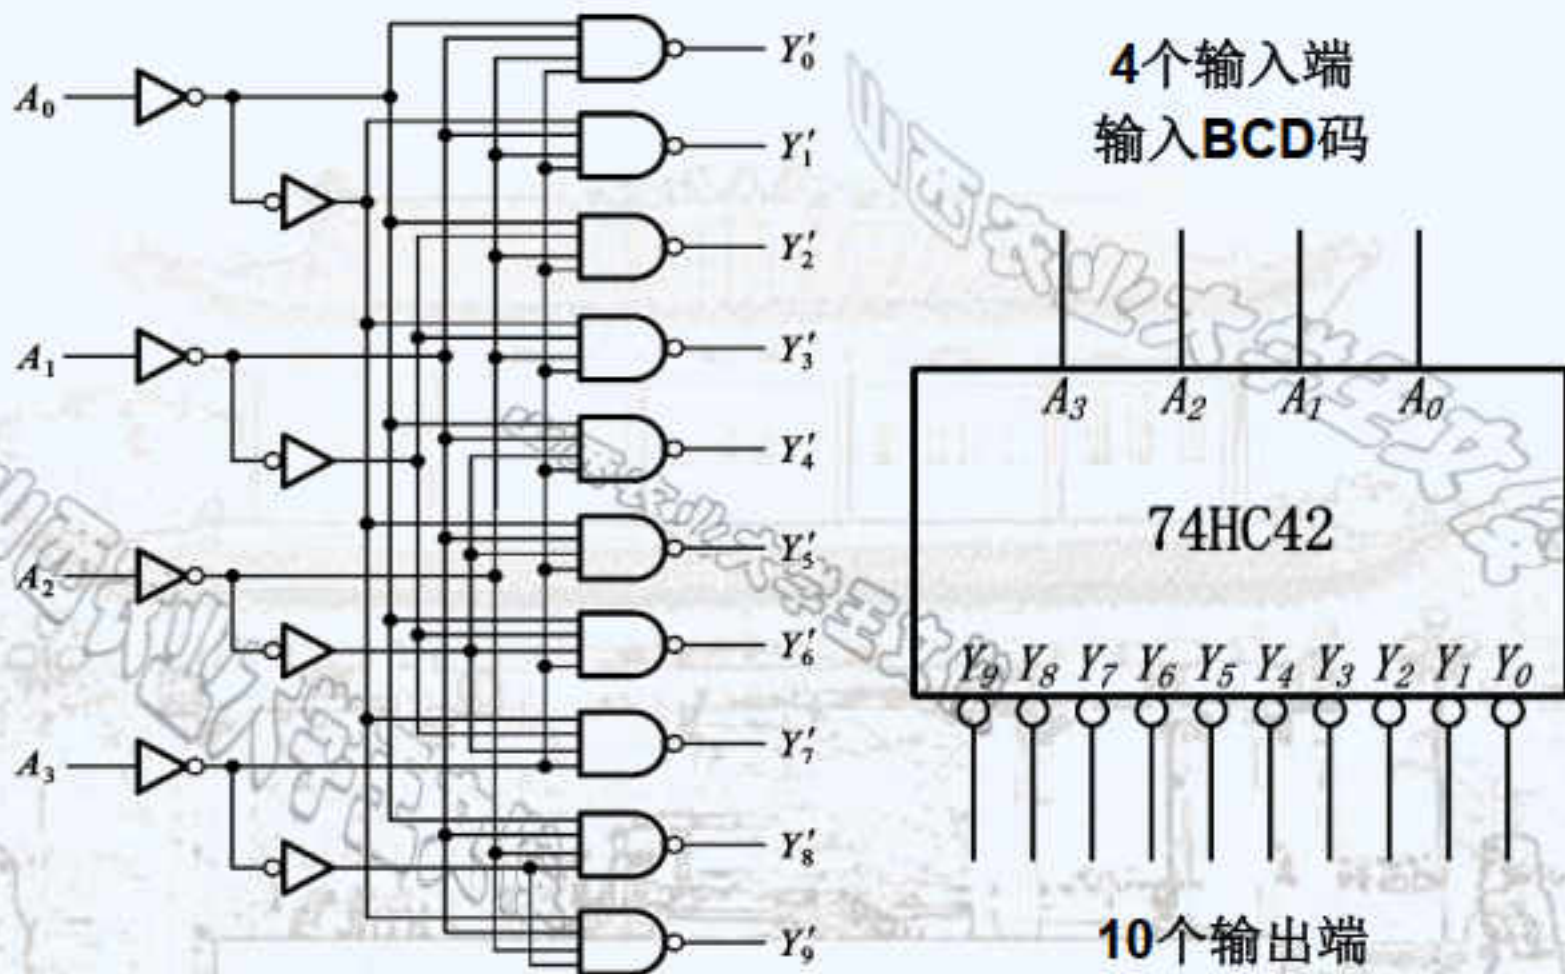 A₀
A₁
A₂
A₃
Y₀′
Y₁′
Y₂′
Y₃′
Y₄′
Y₅′
Y₆′
Y₇′
Y₈′
Y₉′
4个输入端
输入BCD码
A₃ A₂ A₁ A₀
74HC42
Y₉ Y₈ Y₇ Y₆ Y₅ Y₄ Y₃ Y₂ Y₁ Y₀
10个输出端